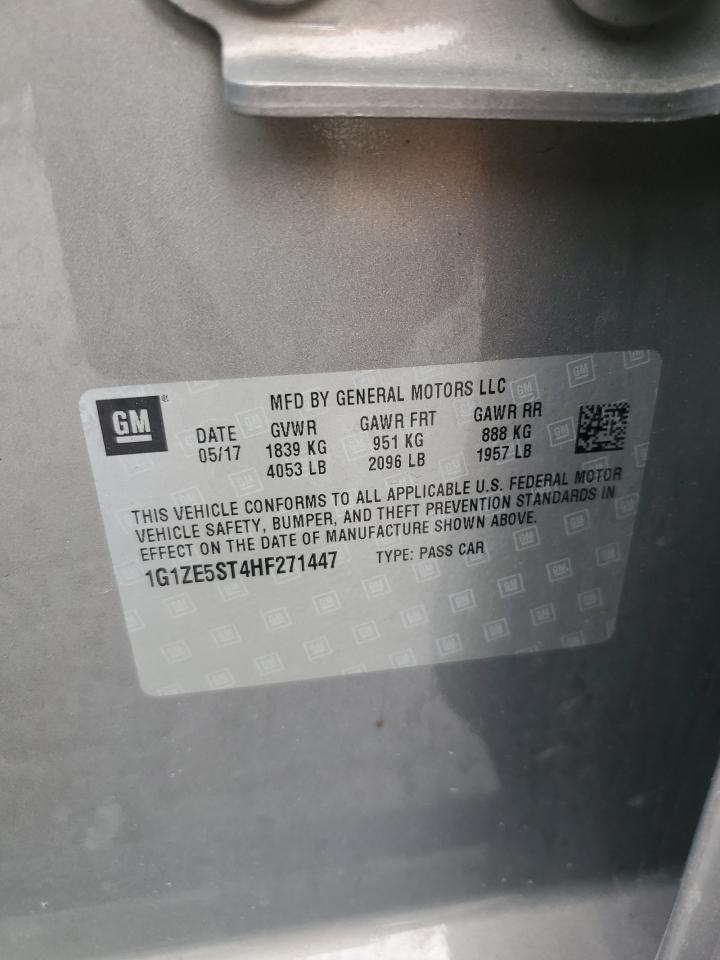 GM ®
MFD BY GENERAL MOTORS LLC
DATE GVWR GAWR FRT GAWR RR
05/17 1839 KG 951 KG 888 KG
4053 LB 2096 LB 1957 LB
THIS VEHICLE CONFORMS TO ALL APPLICABLE U.S. FEDERAL MOTOR
VEHICLE SAFETY, BUMPER, AND THEFT PREVENTION STANDARDS IN
EFFECT ON THE DATE OF MANUFACTURE SHOWN ABOVE.
1G1ZE5ST4HF271447 TYPE: PASS CAR